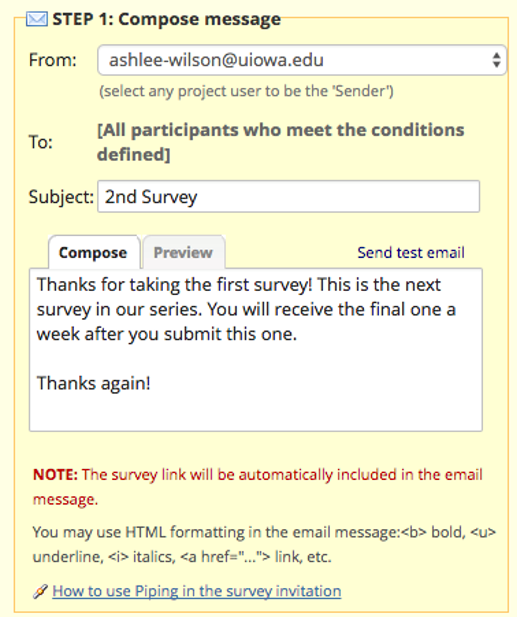 STEP 1: Compose message
From: ashlee-wilson@uiowa.edu
(select any project user to be the 'Sender')
To: [All participants who meet the conditions
defined]
Subject: 2nd Survey
Compose Preview Send test email
Thanks for taking the first survey! This is the next
survey in our series. You will receive the final one a
week after you submit this one.
Thanks again!
NOTE: The survey link will be automatically included in the email
message.
You may use HTML formatting in the email message:<b> bold, <u>
underline, <i> italics, <a href="..."> link, etc.
How to use Piping in the survey invitation